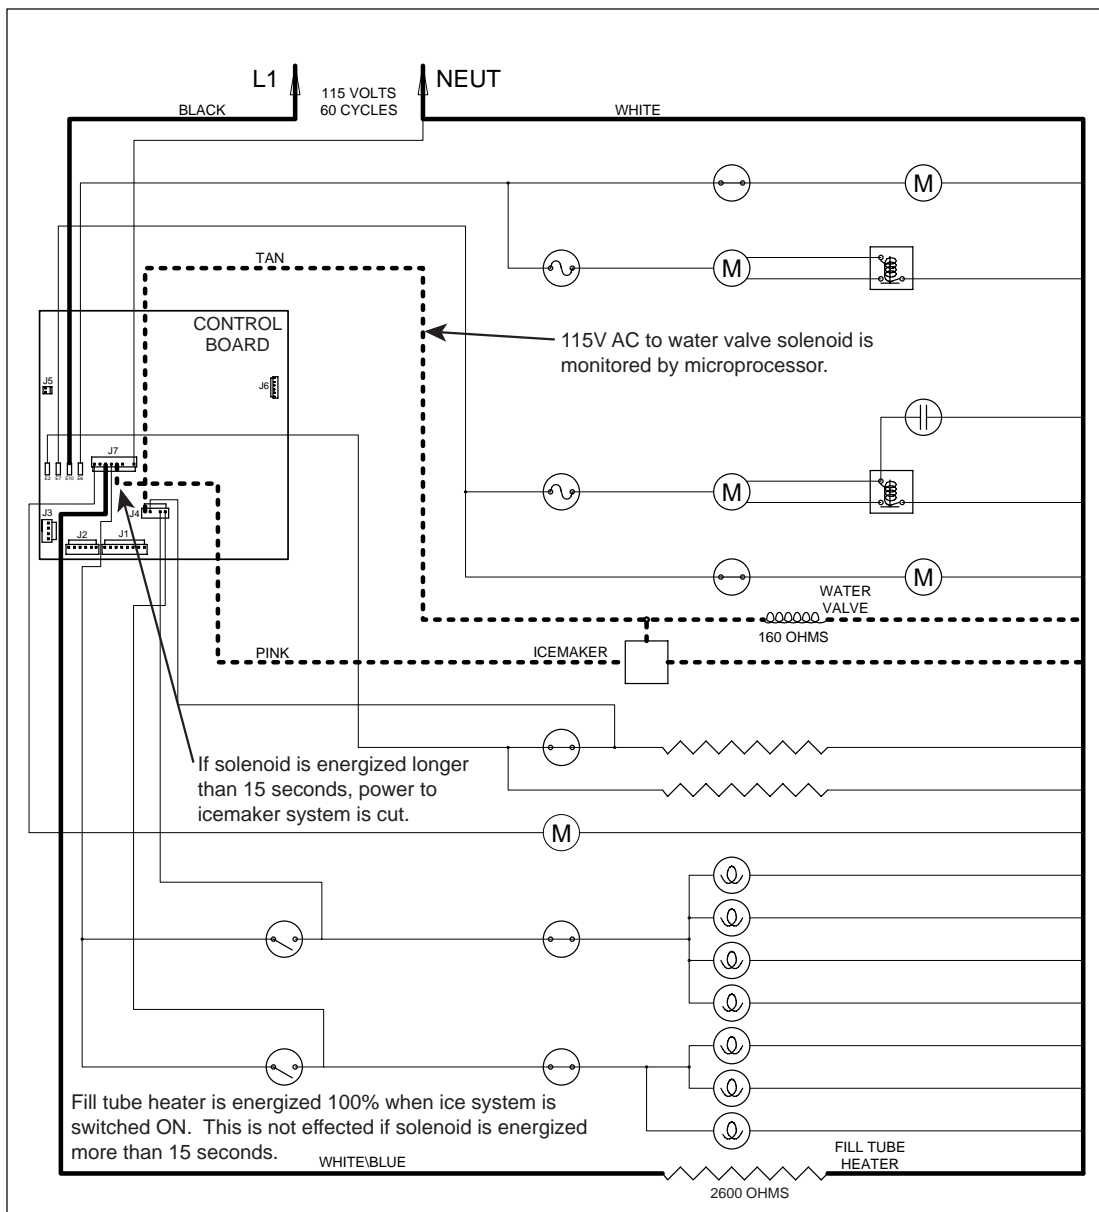 L1
NEUT
115 VOLTS
60 CYCLES
BLACK
WHITE
M
TAN
M
CONTROL
BOARD
115V AC to water valve solenoid is
monitored by microprocessor.
J5
J6
J7
M
J4
J3
J2
J1
M
WATER
VALVE
160 OHMS
PINK
ICEMAKER
If solenoid is energized longer
than 15 seconds, power to
icemaker system is cut.
M
Fill tube heater is energized 100% when ice system is
switched ON. This is not effected if solenoid is energized
more than 15 seconds.
WHITE\BLUE
FILL TUBE
HEATER
2600 OHMS